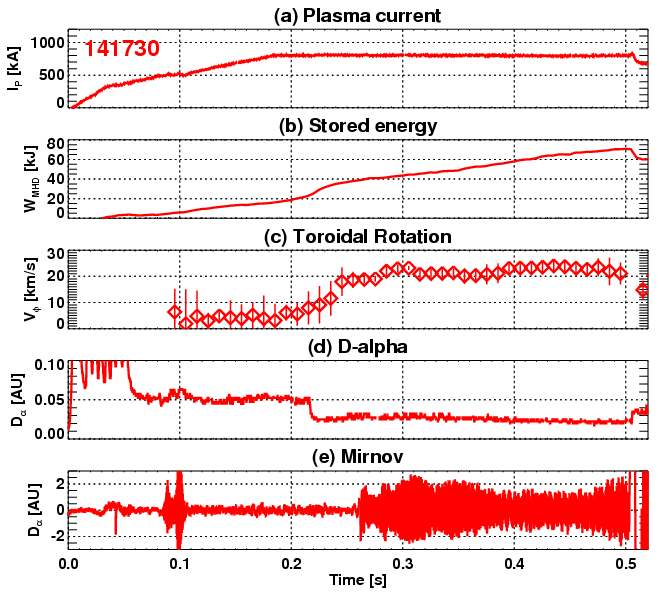 (a) Plasma current
141730
1000
500
0
I_P [kA]
(b) Stored energy
80
60
40
20
0
W_MHD [kJ]
(c) Toroidal Rotation
30
20
10
0
V_ϕ [km/s]
(d) D-alpha
0.10
0.05
0.00
D_α [AU]
(e) Mirnov
2
0
-2
D_α [AU]
0.0 0.1 0.2 0.3 0.4 0.5
Time [s]